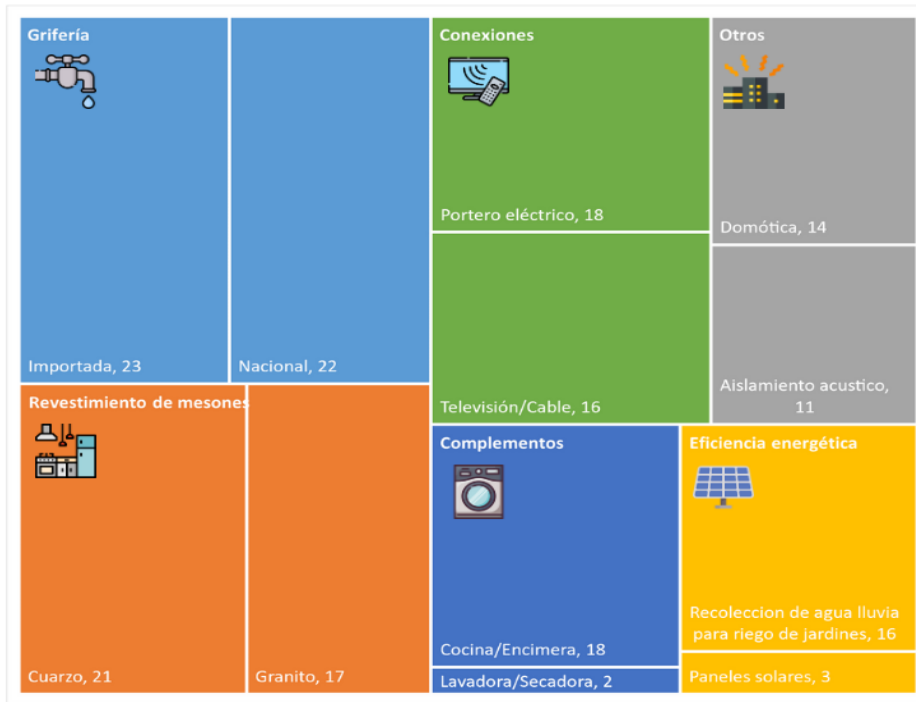 Grifería
Importada, 23
Nacional, 22
Revestimiento de mesones
Cuarzo, 21
Granito, 17
Conexiones
Portero eléctrico, 18
Televisión/Cable, 16
Otros
Domótica, 14
Aislamiento acustico,
11
Complementos
Cocina/Encimera, 18
Lavadora/Secadora, 2
Eficiencia energética
Recoleccion de agua lluvia
para riego de jardines, 16
Paneles solares, 3